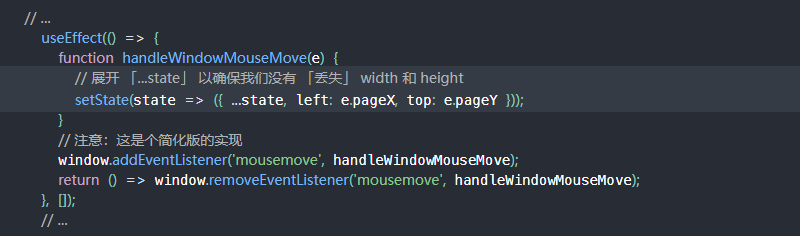 // ...
useEffect(() => {
function handleWindowMouseMove(e) {
// 展开 「...state」 以确保我们没有 「丢失」 width 和 height
setState(state => ({ ...state, left: e.pageX, top: e.pageY }));
}
// 注意：这是个简化版的实现
window.addEventListener('mousemove', handleWindowMouseMove);
return () => window.removeEventListener('mousemove', handleWindowMouseMove);
}, []);
// ...